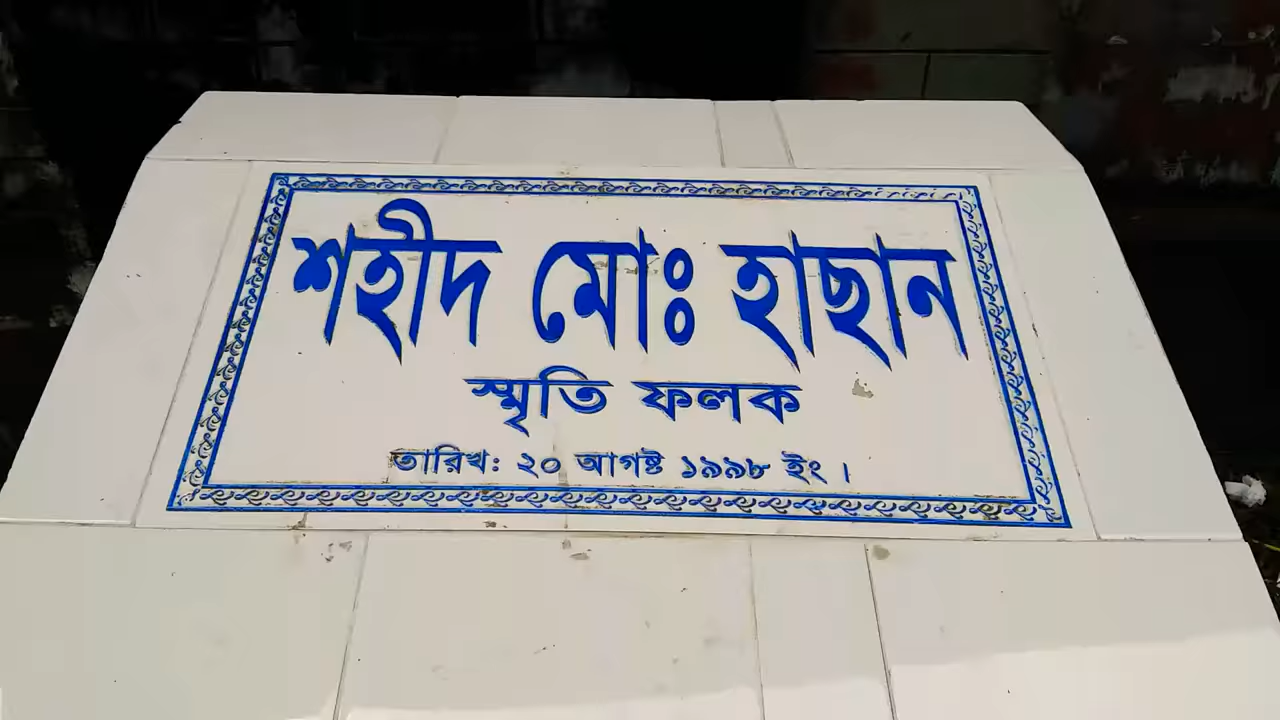 শহীদ মোঃ হাছান
স্মৃতি ফলক
তারিখ: ২০ আগষ্ট ১৯৯৮ ইং।